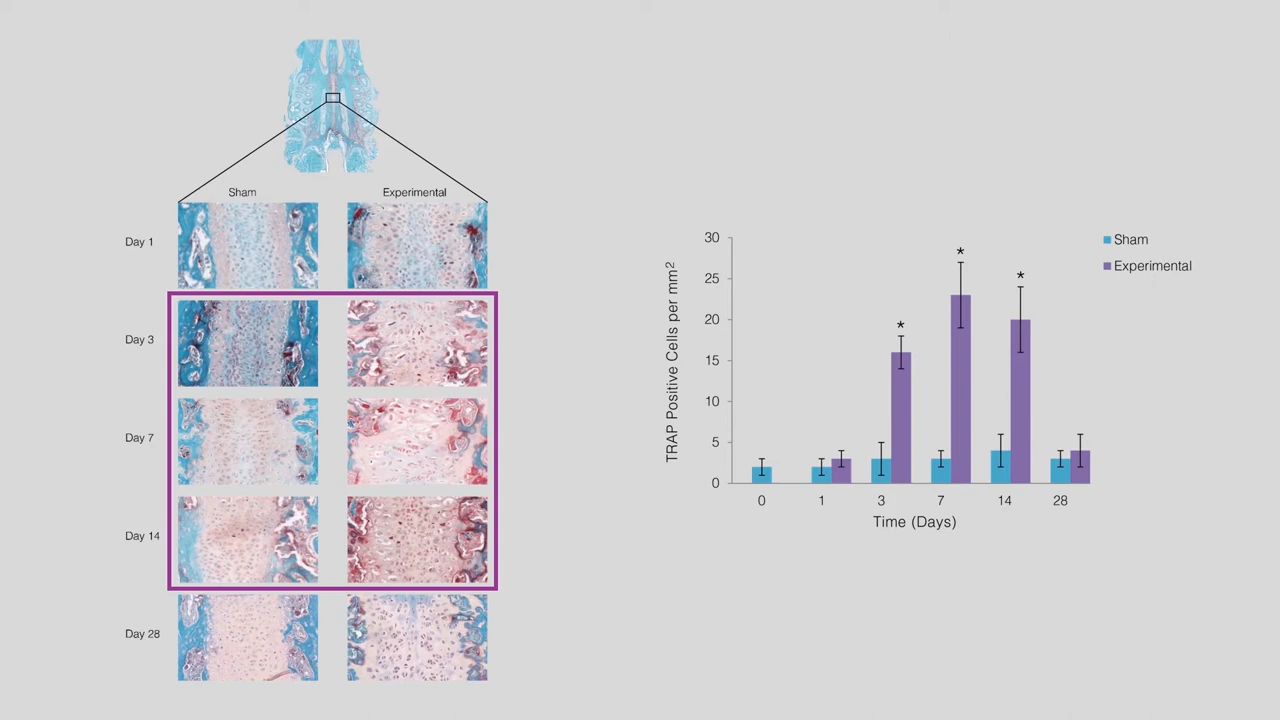 Sham Experimental
Day 1
Day 3
Day 7
Day 14
Day 28
TRAP Positive Cells per mm²
30
25
20
15
10
5
0
* * *
0 1 3 7 14 28
Time (Days)
Sham
Experimental